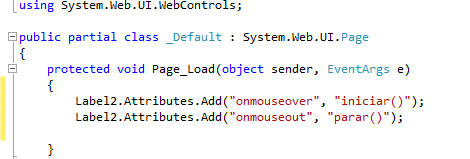 using System.Web.UI.WebControls;
public partial class _Default : System.Web.UI.Page
{
protected void Page_Load(object sender, EventArgs e)
{
Label2.Attributes.Add("onmouseover", "iniciar()");
Label2.Attributes.Add("onmouseout", "parar()");
}